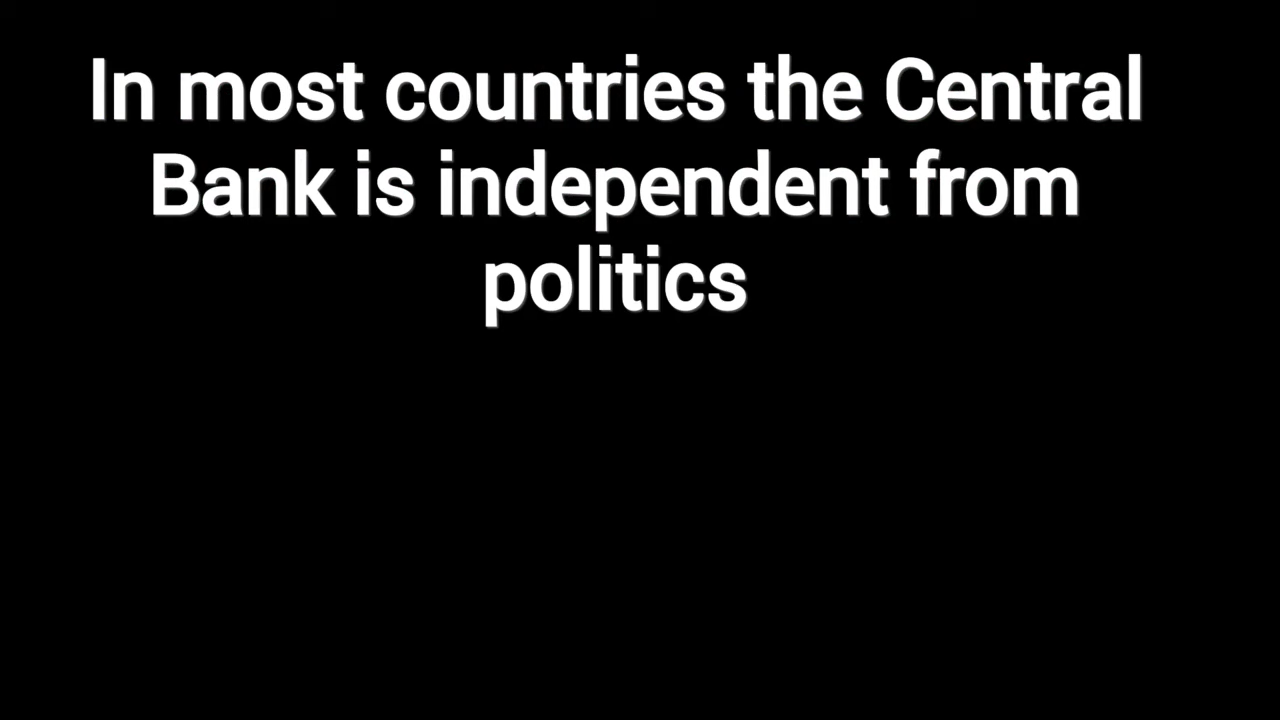 In most countries the Central
Bank is independent from
politics